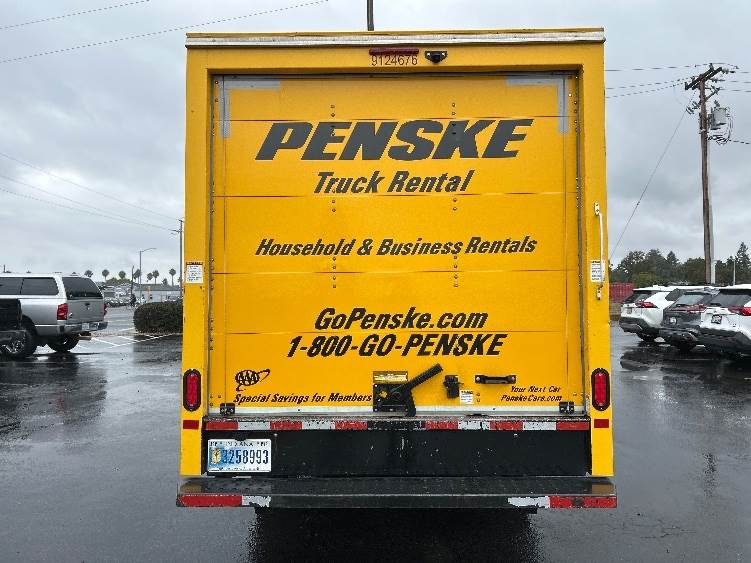 9124676
PENSKE
Truck Rental
Household & Business Rentals
GoPenske.com
1-800-GO-PENSKE
AAA
Special Savings for Members
Your Next Car
PenskeCars.com
INDIANA
3258993